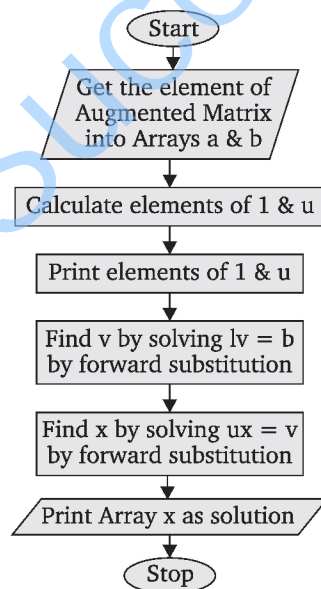 Start
Get the element of
Augmented Matrix
into Arrays a & b
Calculate elements of 1 & u
Print elements of 1 & u
Find v by solving lv = b
by forward substitution
Find x by solving ux = v
by forward substitution
Print Array x as solution
Stop